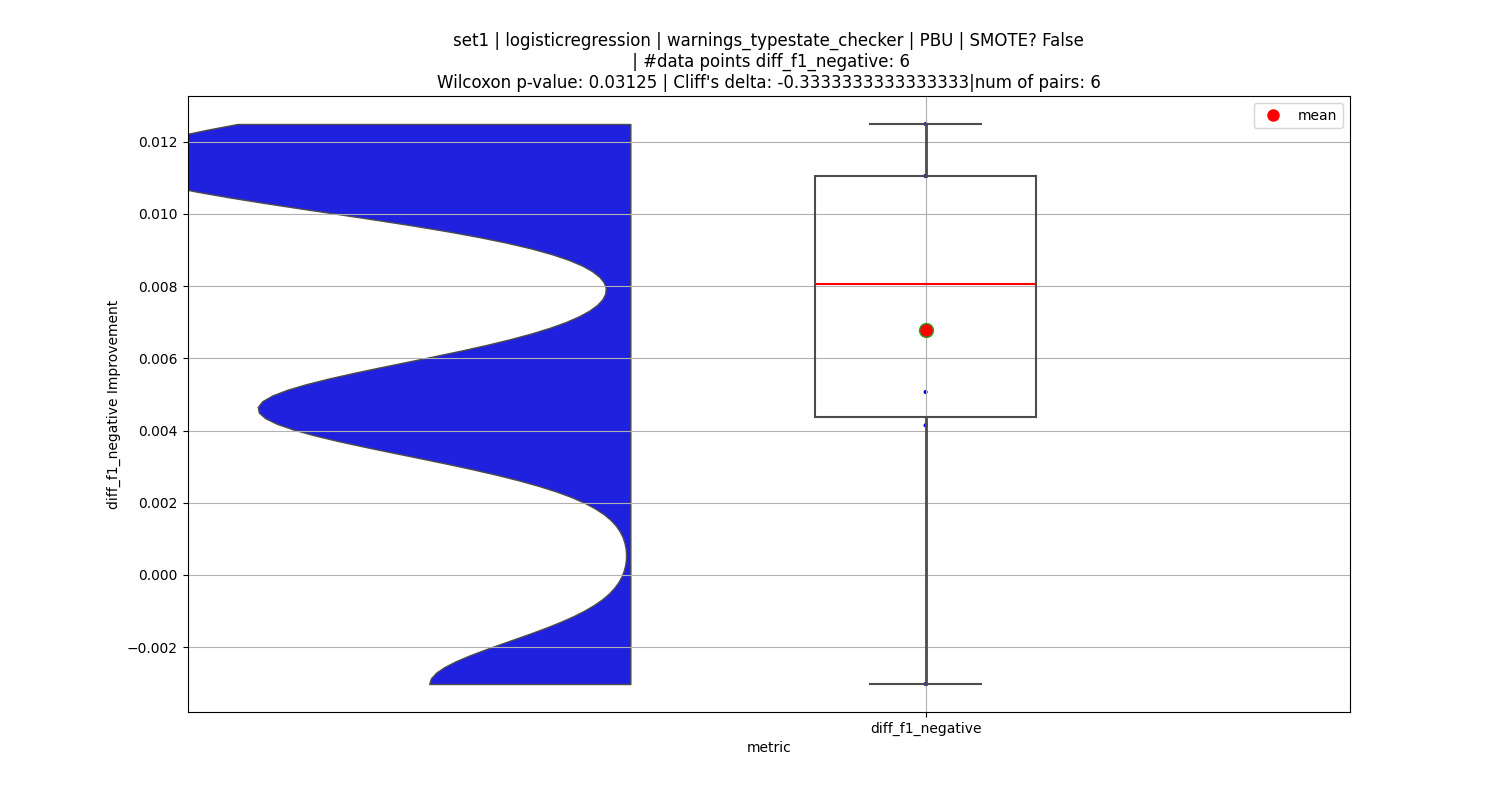 set1 | logisticregression | warnings_typestate_checker | PBU | SMOTE? False
| #data points diff_f1_negative: 6
Wilcoxon p-value: 0.03125 | Cliff's delta: -0.3333333333333333|num of pairs: 6
mean
0.012
0.010
0.008
0.006
0.004
0.002
0.000
−0.002
diff_f1_negative Improvement
diff_f1_negative
metric